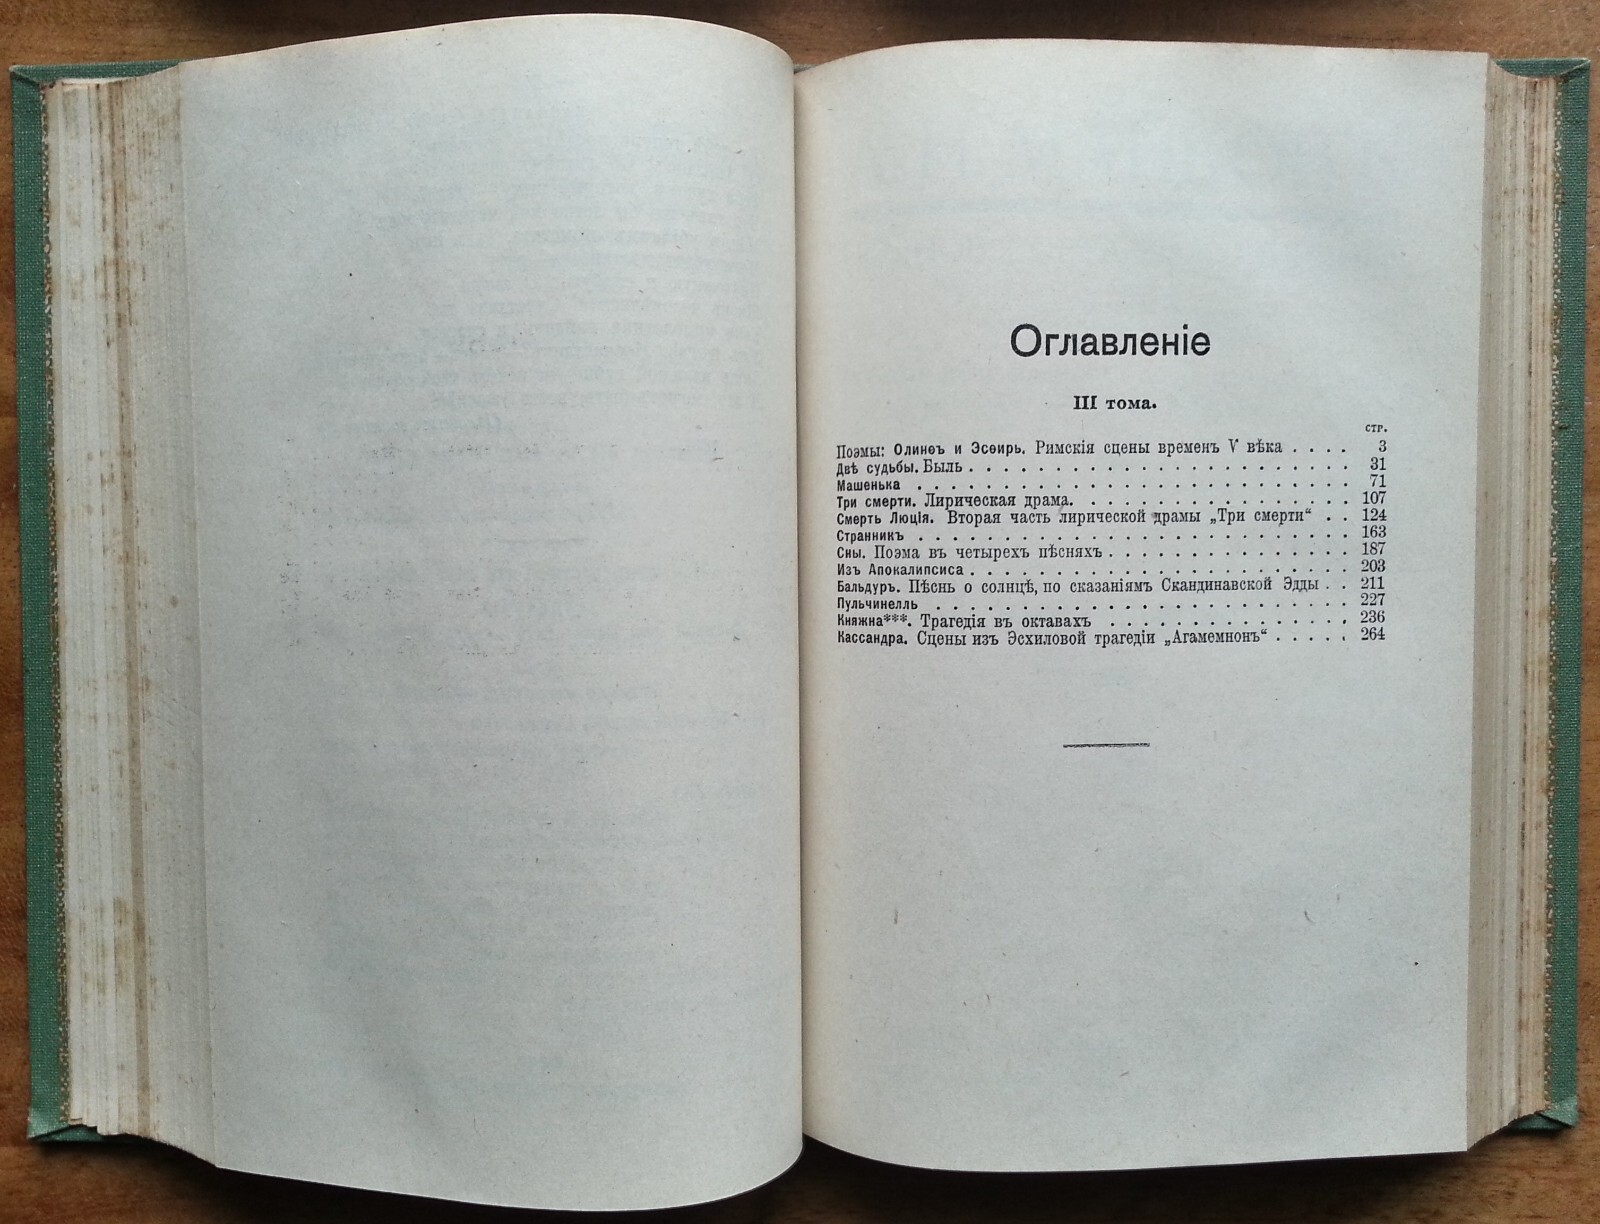 Оглавленіе
III тома.
СТР.
Поэмы: Олинѳъ и Эсѳирь. Римскія сцены временъ V вѣка . . . . 3
Двѣ судьбы. Быль . . . . . . . . . . . . . . . . . . . . . . . . 31
Машенька . . . . . . . . . . . . . . . . . . . . . . . . . . . 71
Три смерти. Лирическая драма. . . . . . . . . . . . . . . . . 107
Смерть Люція. Вторая часть лирической драмы „Три смерти“ . . 124
Странникъ . . . . . . . . . . . . . . . . . . . . . . . . . . . 163
Сны. Поэма въ четырехъ пѣсняхъ . . . . . . . . . . . . . . . 187
Изъ Апокалипсиса . . . . . . . . . . . . . . . . . . . . . . . . 203
Бальдуръ. Пѣснь о солнцѣ, по сказаніямъ Скандинавской Эдды . . 211
Пульчинелль . . . . . . . . . . . . . . . . . . . . . . . . . . 227
Княжна***. Трагедія въ октавахъ . . . . . . . . . . . . . . . . 236
Кассандра. Сцены изъ Эсхиловой трагедіи „Агамемнонъ“ . . . . . 264